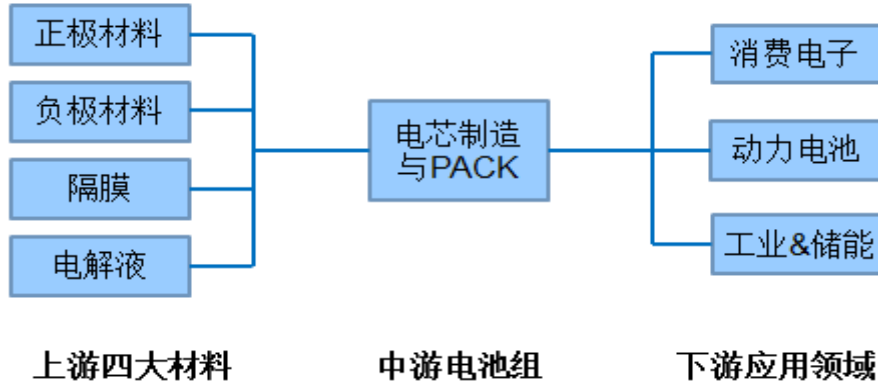 正极材料
负极材料
隔膜
电解液
电芯制造
与PACK
消费电子
动力电池
工业&储能
上游四大材料
中游电池组
下游应用领域